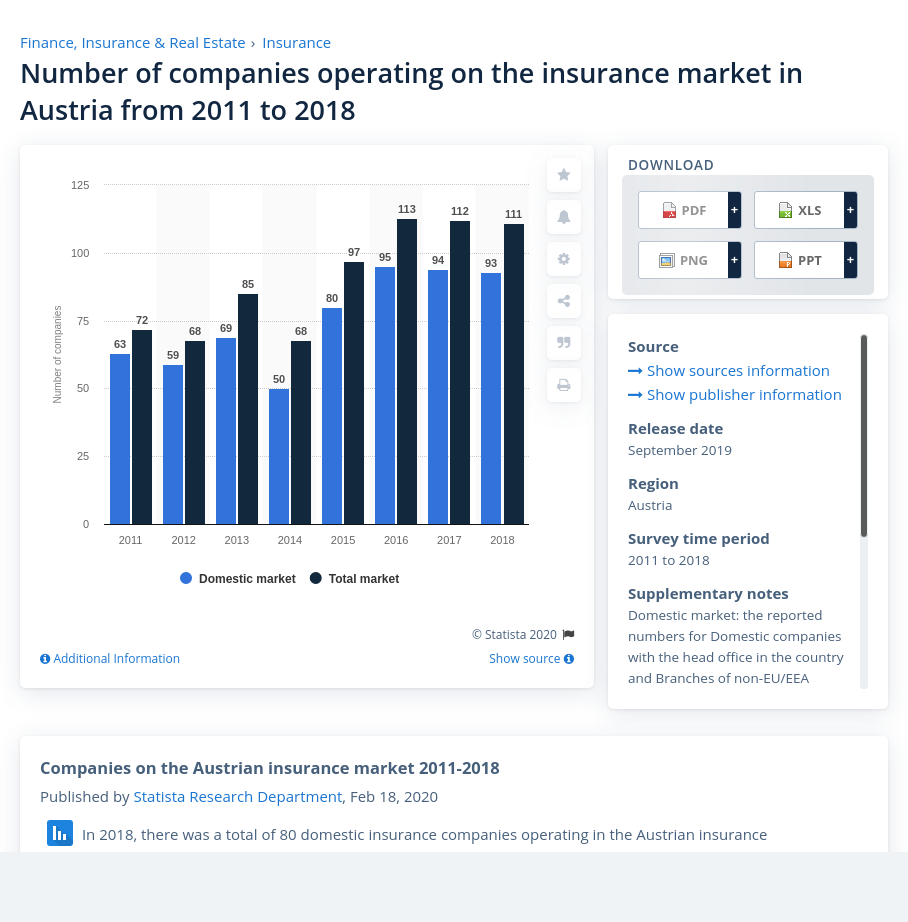 Finance, Insurance & Real Estate › Insurance
Number of companies operating on the insurance market in
Austria from 2011 to 2018
125
100
75
50
25
0
Number of companies
63
72
59
68
69
85
50
68
80
97
95
113
94
112
93
111
2011
2012
2013
2014
2015
2016
2017
2018
Domestic market
Total market
© Statista 2020
Additional Information
Show source
DOWNLOAD
PDF +
XLS +
PNG +
PPT +
Source
Show sources information
Show publisher information
Release date
September 2019
Region
Austria
Survey time period
2011 to 2018
Supplementary notes
Domestic market: the reported
numbers for Domestic companies
with the head office in the country
and Branches of non-EU/EEA
Companies on the Austrian insurance market 2011-2018
Published by Statista Research Department, Feb 18, 2020
In 2018, there was a total of 80 domestic insurance companies operating in the Austrian insurance